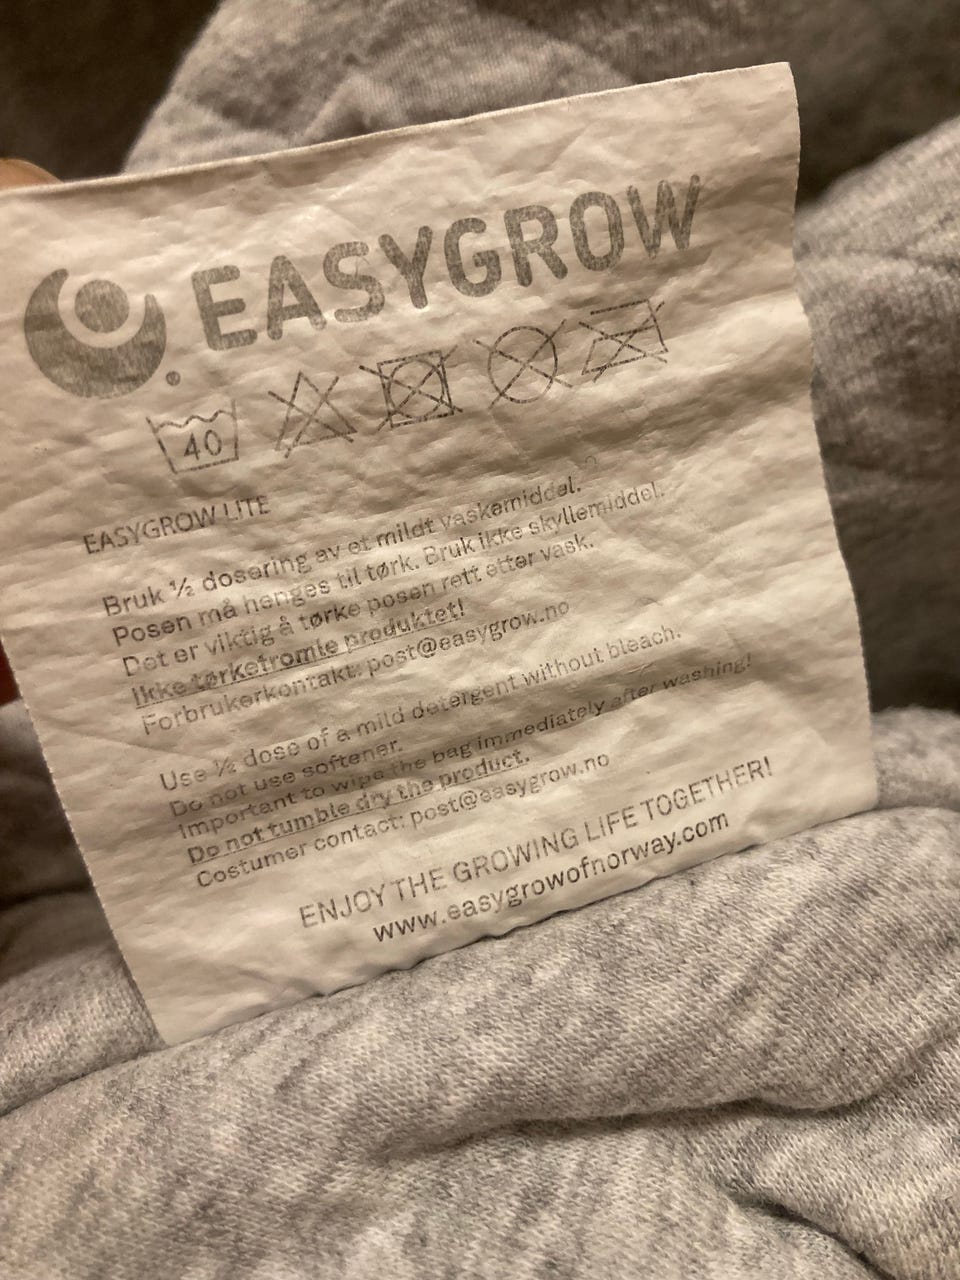 EASYGROW
40
EASYGROW LITE
Bruk ½ dosering av et mildt vaskemiddel.
Posen må henges til tørk. Bruk ikke skyllemiddel.
Det er viktig å tørke posen rett etter vask.
Ikke tørketromle produktet!
Forbrukerkontakt: post@easygrow.no
Use ½ dose of a mild detergent without bleach.
Do not use softener.
Important to wipe the bag immediately after washing!
Do not tumble dry the product.
Costumer contact: post@easygrow.no
ENJOY THE GROWING LIFE TOGETHER!
www.easygrowofnorway.com